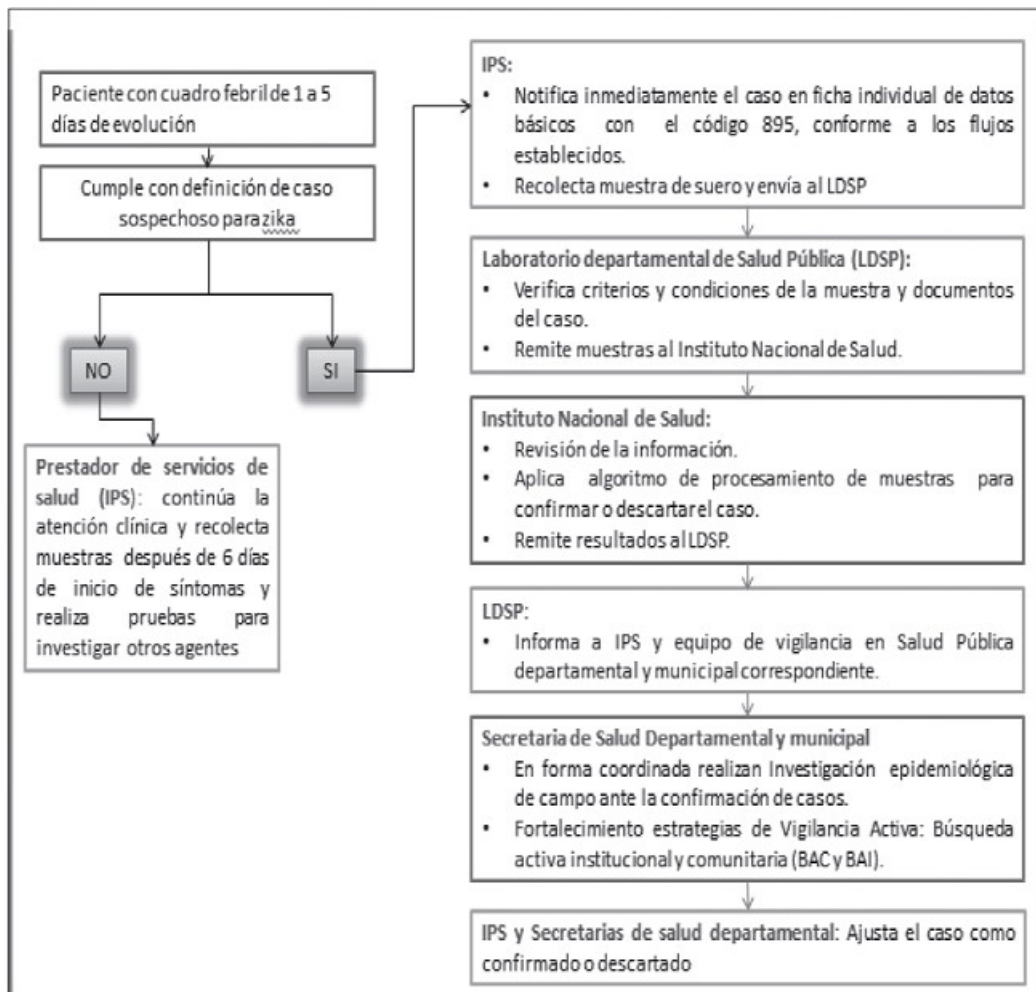 Paciente con cuadro febril de 1 a 5
días de evolución
Cumple con definición de caso
sospechoso para zika
NO
SI
Prestador de servicios de
salud (IPS): continúa la
atención clínica y recolecta
muestras después de 6 días
de inicio de síntomas y
realiza pruebas para
investigar otros agentes
IPS:
• Notifica inmediatamente el caso en ficha individual de datos
básicos con el código 895, conforme a los flujos
establecidos.
• Recolecta muestra de suero y envía al LDSP
Laboratorio departamental de Salud Pública (LDSP):
• Verifica criterios y condiciones de la muestra y documentos
del caso.
• Remite muestras al Instituto Nacional de Salud.
Instituto Nacional de Salud:
• Revisión de la información.
• Aplica algoritmo de procesamiento de muestras para
confirmar o descartar el caso.
• Remite resultados al LDSP.
LDSP:
• Informa a IPS y equipo de vigilancia en Salud Pública
departamental y municipal correspondiente.
Secretaria de Salud Departamental y municipal
• En forma coordinada realizan Investigación epidemiológica
de campo ante la confirmación de casos.
• Fortalecimiento estrategias de Vigilancia Activa: Búsqueda
activa institucional y comunitaria (BAC y BAI).
IPS y Secretarias de salud departamental: Ajusta el caso como
confirmado o descartado